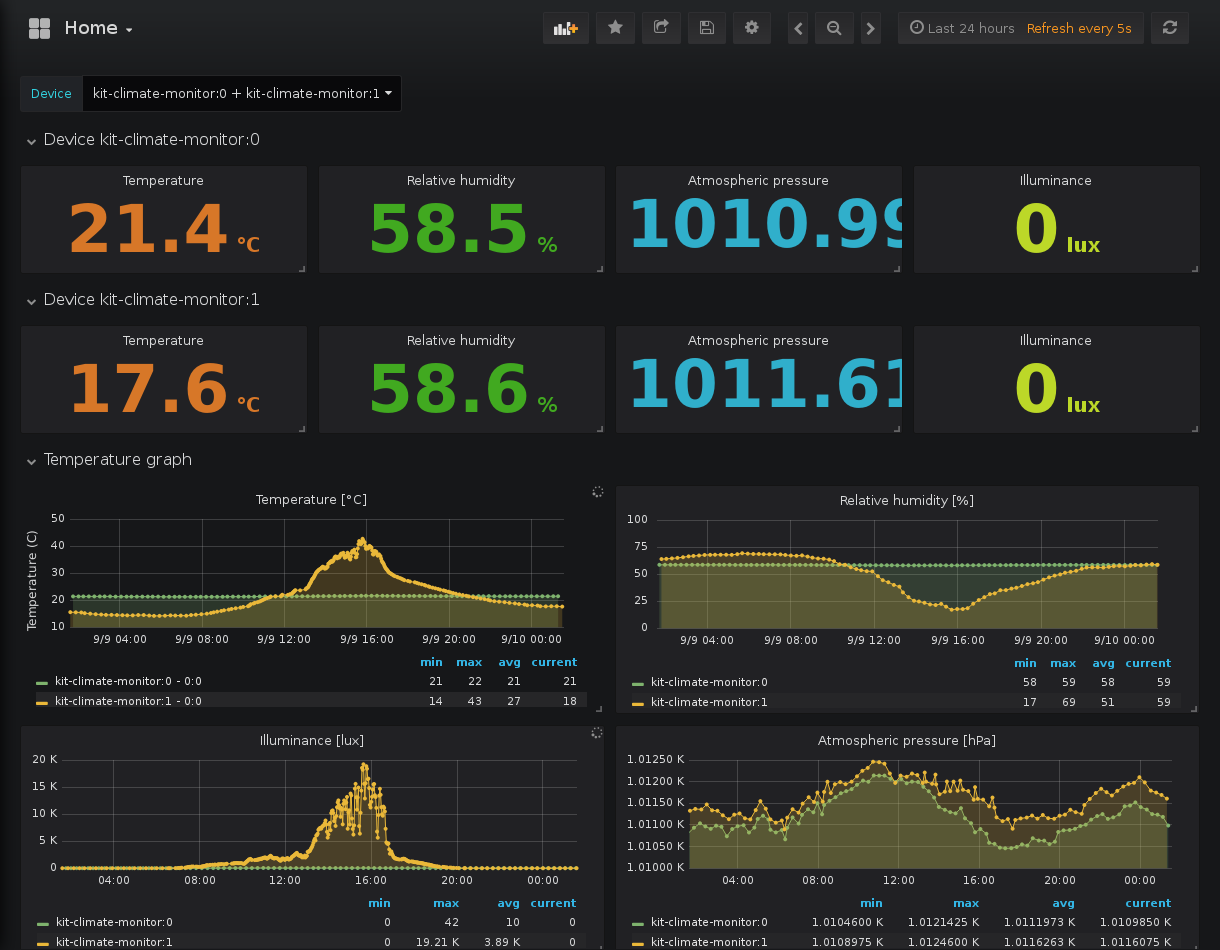 Home
Last 24 hours Refresh every 5s
Device kit-climate-monitor:0 + kit-climate-monitor:1
Device kit-climate-monitor:0
Temperature
21.4 °C
Relative humidity
58.5 %
Atmospheric pressure
1010.99
Illuminance
0 lux
Device kit-climate-monitor:1
Temperature
17.6 °C
Relative humidity
58.6 %
Atmospheric pressure
1011.61
Illuminance
0 lux
Temperature graph
Temperature [°C]
Temperature (C)
50
40
30
20
10
9/9 04:00 9/9 08:00 9/9 12:00 9/9 16:00 9/9 20:00 9/10 00:00
min max avg current
kit-climate-monitor:0 - 0:0 21 22 21 21
kit-climate-monitor:1 - 0:0 14 43 27 18
Relative humidity [%]
100
75
50
25
0
9/9 04:00 9/9 08:00 9/9 12:00 9/9 16:00 9/9 20:00 9/10 00:00
min max avg current
kit-climate-monitor:0 58 59 58 59
kit-climate-monitor:1 17 69 51 59
Illuminance [lux]
20 K
15 K
10 K
5 K
0
04:00 08:00 12:00 16:00 20:00 00:00
min max avg current
kit-climate-monitor:0 0 42 10 0
kit-climate-monitor:1 0 19.21 K 3.89 K 0
Atmospheric pressure [hPa]
1.01250 K
1.01200 K
1.01150 K
1.01100 K
1.01050 K
1.01000 K
04:00 08:00 12:00 16:00 20:00 00:00
min max avg current
kit-climate-monitor:0 1.0104600 K 1.0121425 K 1.0111973 K 1.0109850 K
kit-climate-monitor:1 1.0108975 K 1.0124600 K 1.0116263 K 1.0116075 K